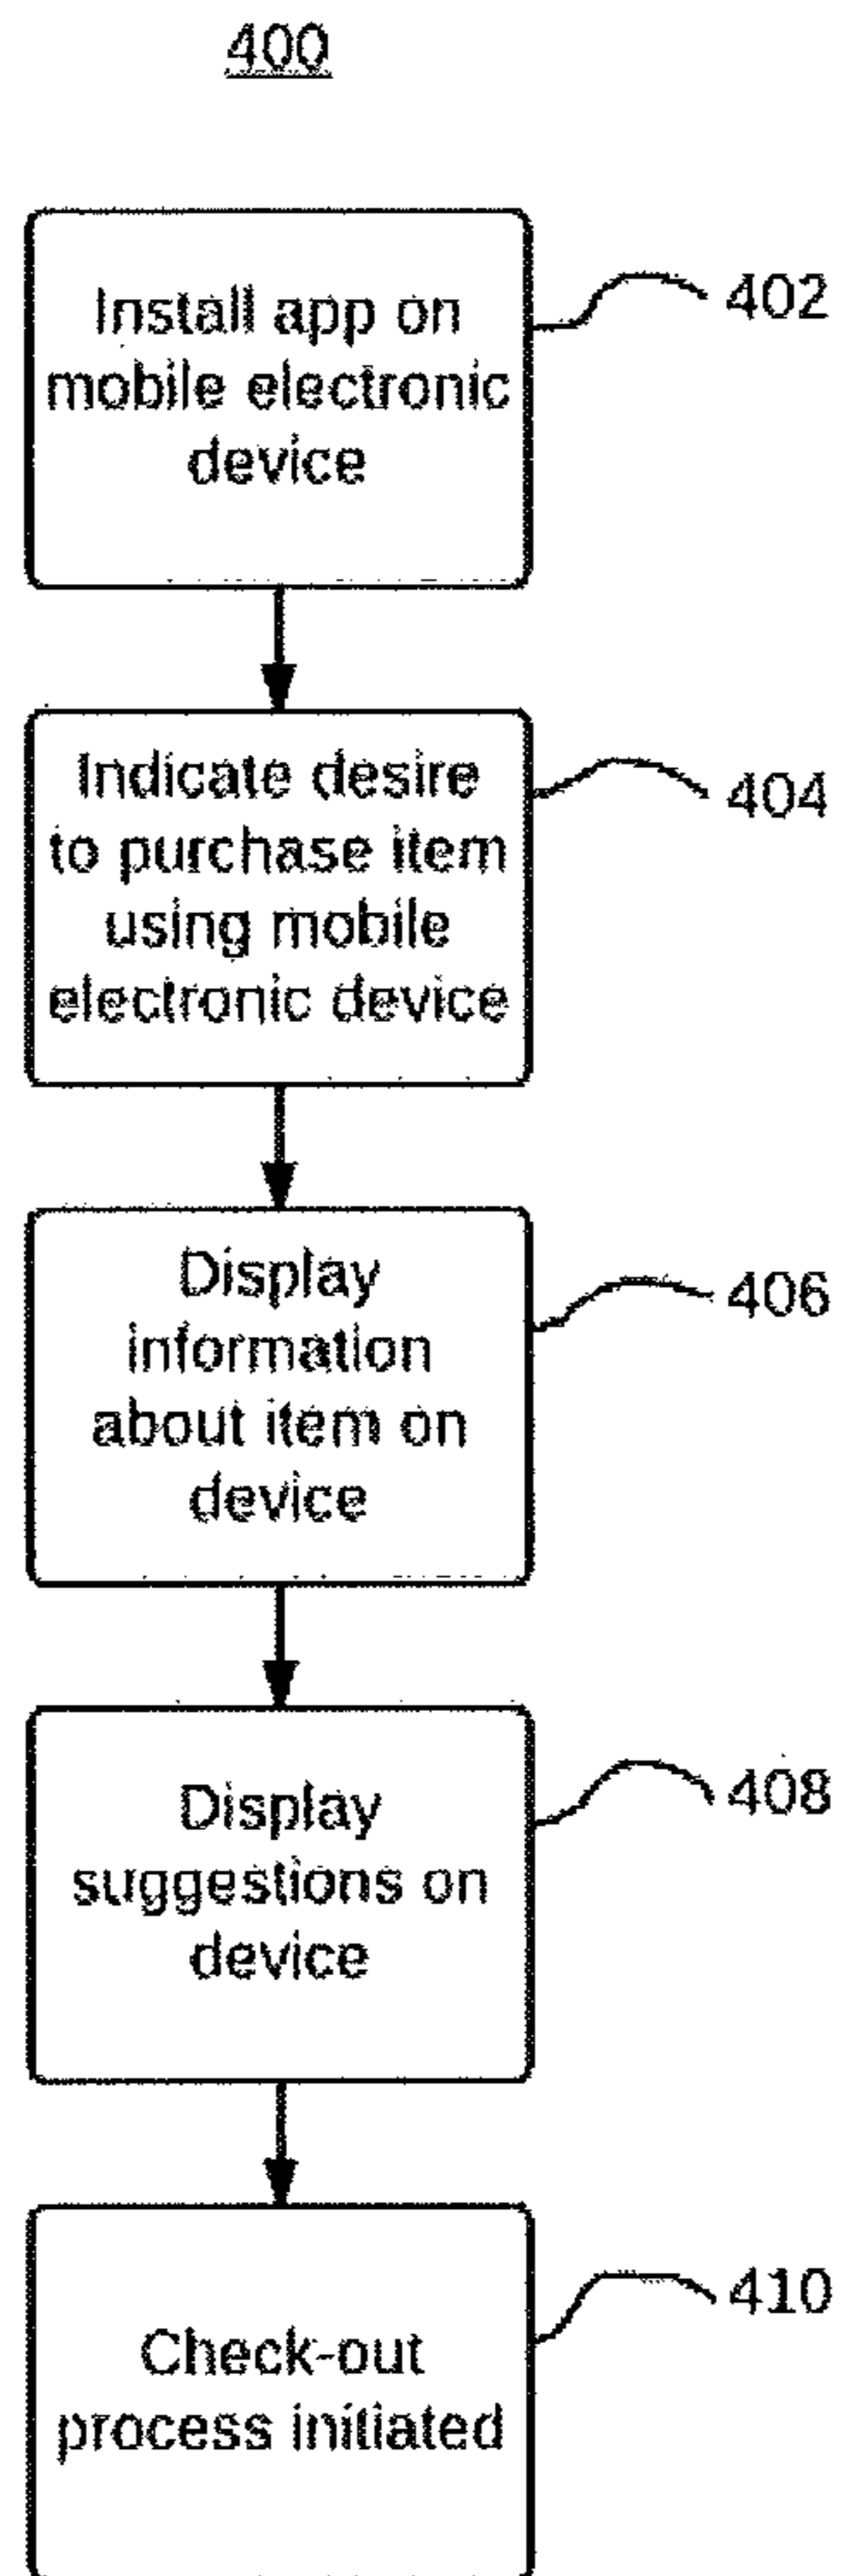 400
Install app on
mobile electronic
device
402
Indicate desire
to purchase item
using mobile
electronic device
404
Display
information
about item on
device
406
Display
suggestions on
device
408
Check-out
process initiated
410